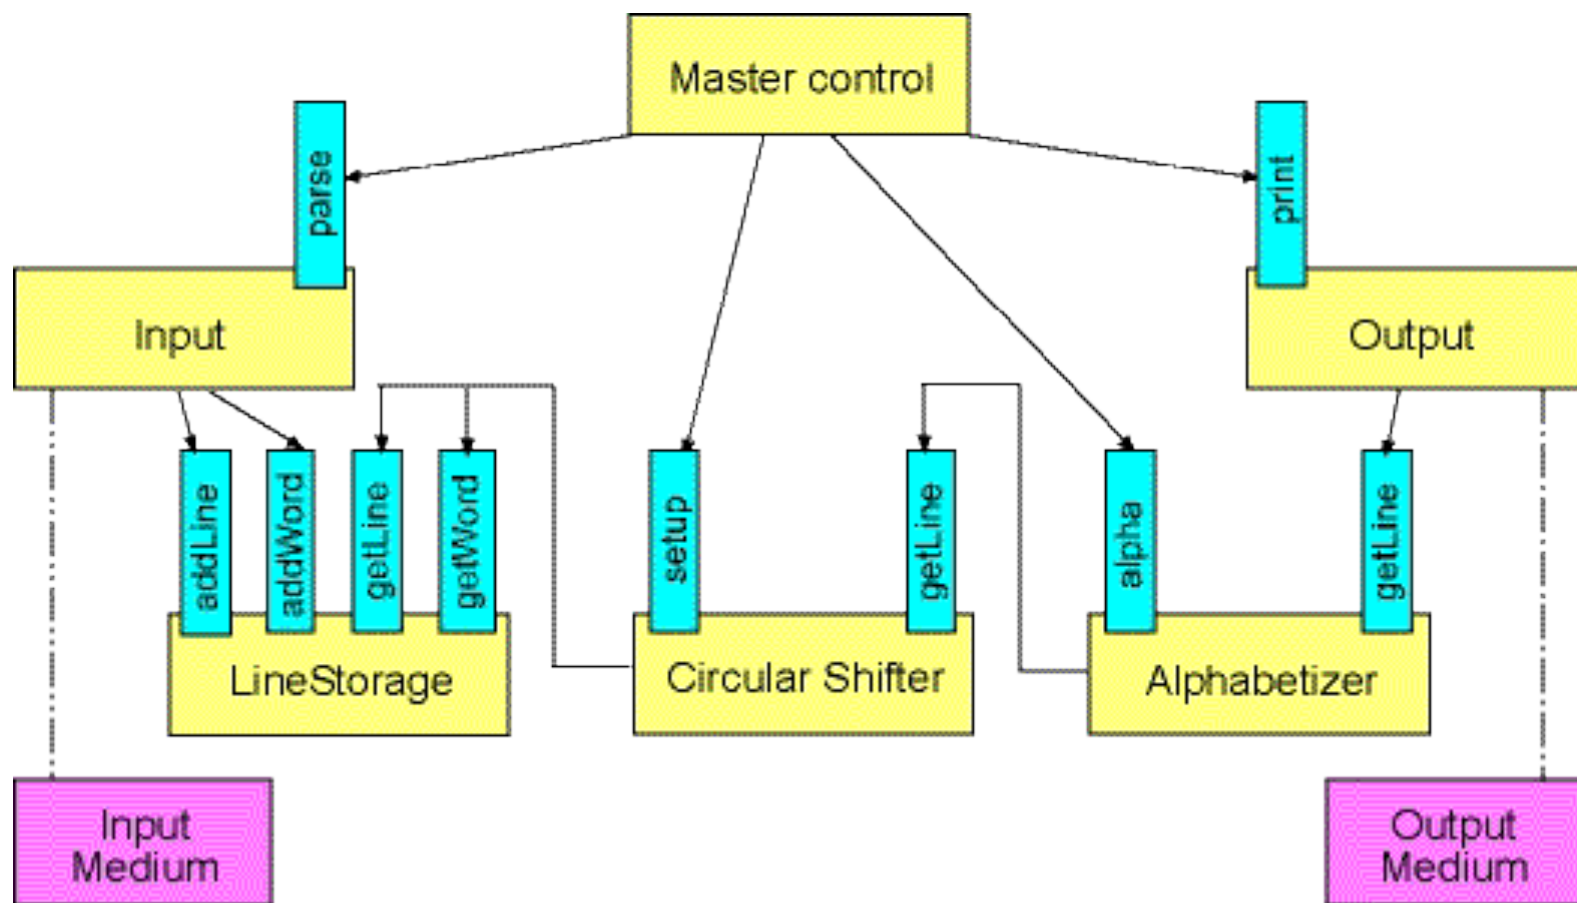 Master control
parse
print
Input
Output
addLine
addWord
getLine
getWord
setup
getLine
alpha
getLine
LineStorage
Circular Shifter
Alphabetizer
Input
Medium
Output
Medium